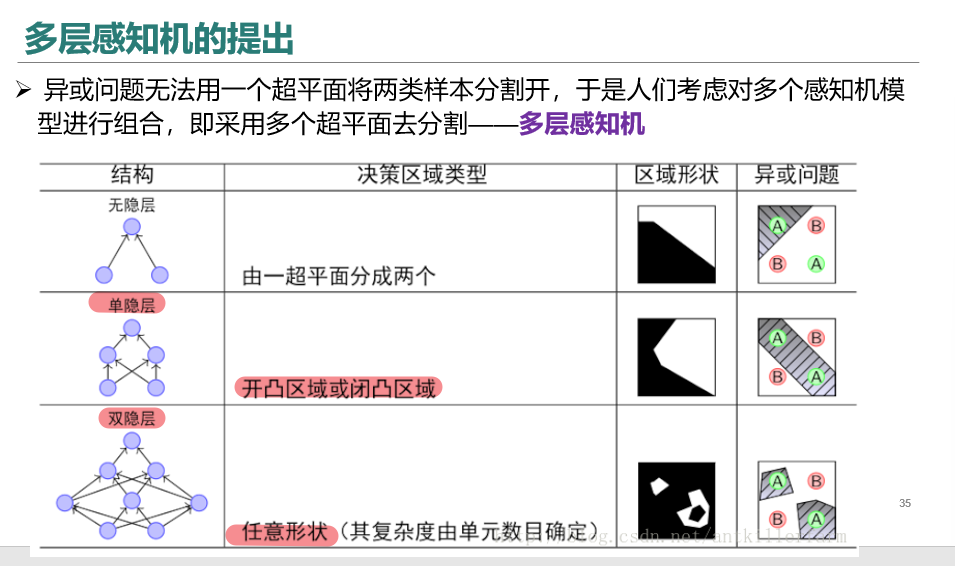 多层感知机的提出
➢ 异或问题无法用一个超平面将两类样本分割开，于是人们考虑对多个感知机模
型进行组合，即采用多个超平面去分割——多层感知机
结构 决策区域类型 区域形状 异或问题
无隐层
由一超平面分成两个
A B
B A
单隐层
开凸区域或闭凸区域
A B
B A
双隐层
任意形状（其复杂度由单元数目确定）
A B
B A
35